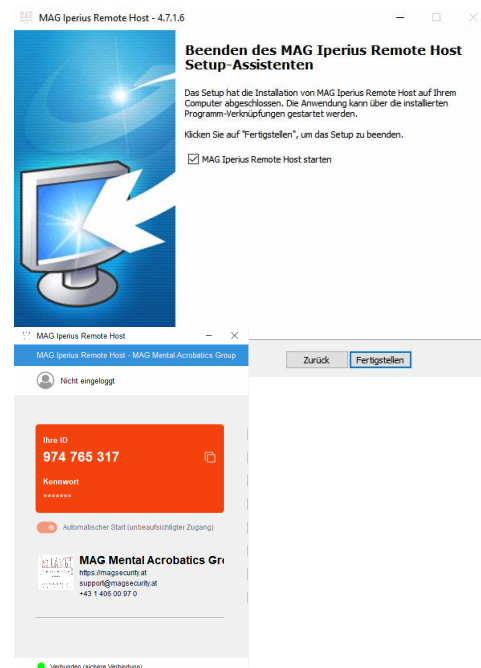 MAG Iperius Remote Host - 4.7.1.6
Beenden des MAG Iperius Remote Host
Setup-Assistenten
Das Setup hat die Installation von MAG Iperius Remote Host auf Ihrem
Computer abgeschlossen. Die Anwendung kann über die installierten
Programm-Verknüpfungen gestartet werden.
Klicken Sie auf "Fertigstellen", um das Setup zu beenden.
MAG Iperius Remote Host starten
Zurück
Fertigstellen
MAG Iperius Remote Host
MAG Iperius Remote Host - MAG Mental Acrobatics Group
Nicht eingeloggt
Ihre ID
974 765 317
Kennwort
*******
Automatischer Start (unbeaufsichtigter Zugang)
MAG Mental Acrobatics Gr
https://magsecurity.at
support@magsecurity.at
+43 1 406 00 97 0
Verbunden (sichere Verbindung)